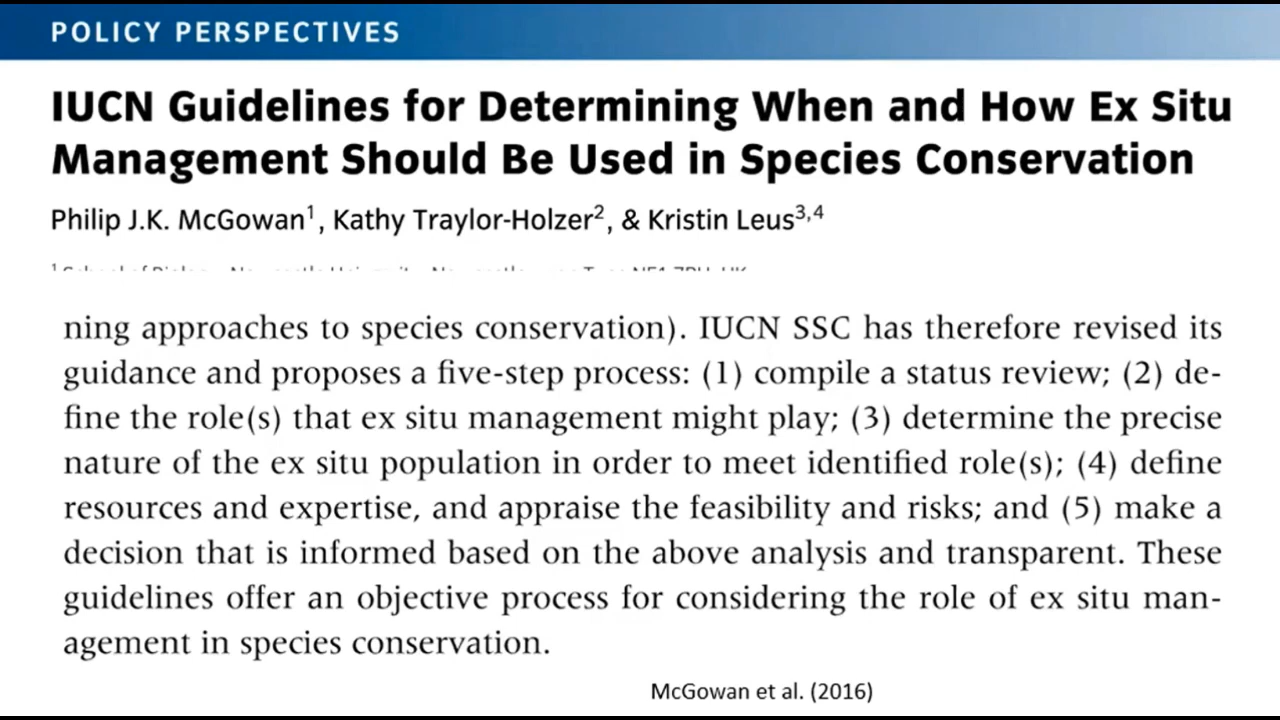 POLICY PERSPECTIVES
IUCN Guidelines for Determining When and How Ex Situ
Management Should Be Used in Species Conservation
Philip J.K. McGowan1, Kathy Traylor-Holzer2, & Kristin Leus3,4
ning approaches to species conservation). IUCN SSC has therefore revised its
guidance and proposes a five-step process: (1) compile a status review; (2) de-
fine the role(s) that ex situ management might play; (3) determine the precise
nature of the ex situ population in order to meet identified role(s); (4) define
resources and expertise, and appraise the feasibility and risks; and (5) make a
decision that is informed based on the above analysis and transparent. These
guidelines offer an objective process for considering the role of ex situ man-
agement in species conservation.
McGowan et al. (2016)